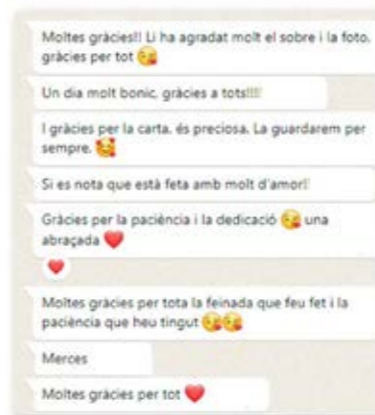 Moltes gràcies!! Li ha agradat molt el sobre i la foto,
gràcies per tot 😘
Un dia molt bonic, gràcies a tots!!!!
I gràcies per la carta, és preciosa. La guardarem per
sempre. 🥰
Si es nota que està feta amb molt d'amor!!
Gràcies per la paciència i la dedicació 😘 una
abraçada ❤️
❤️
Moltes gràcies per tota la feinada que feu fet i la
paciència que heu tingut 😘😘
Merces
Moltes gràcies per tot ❤️